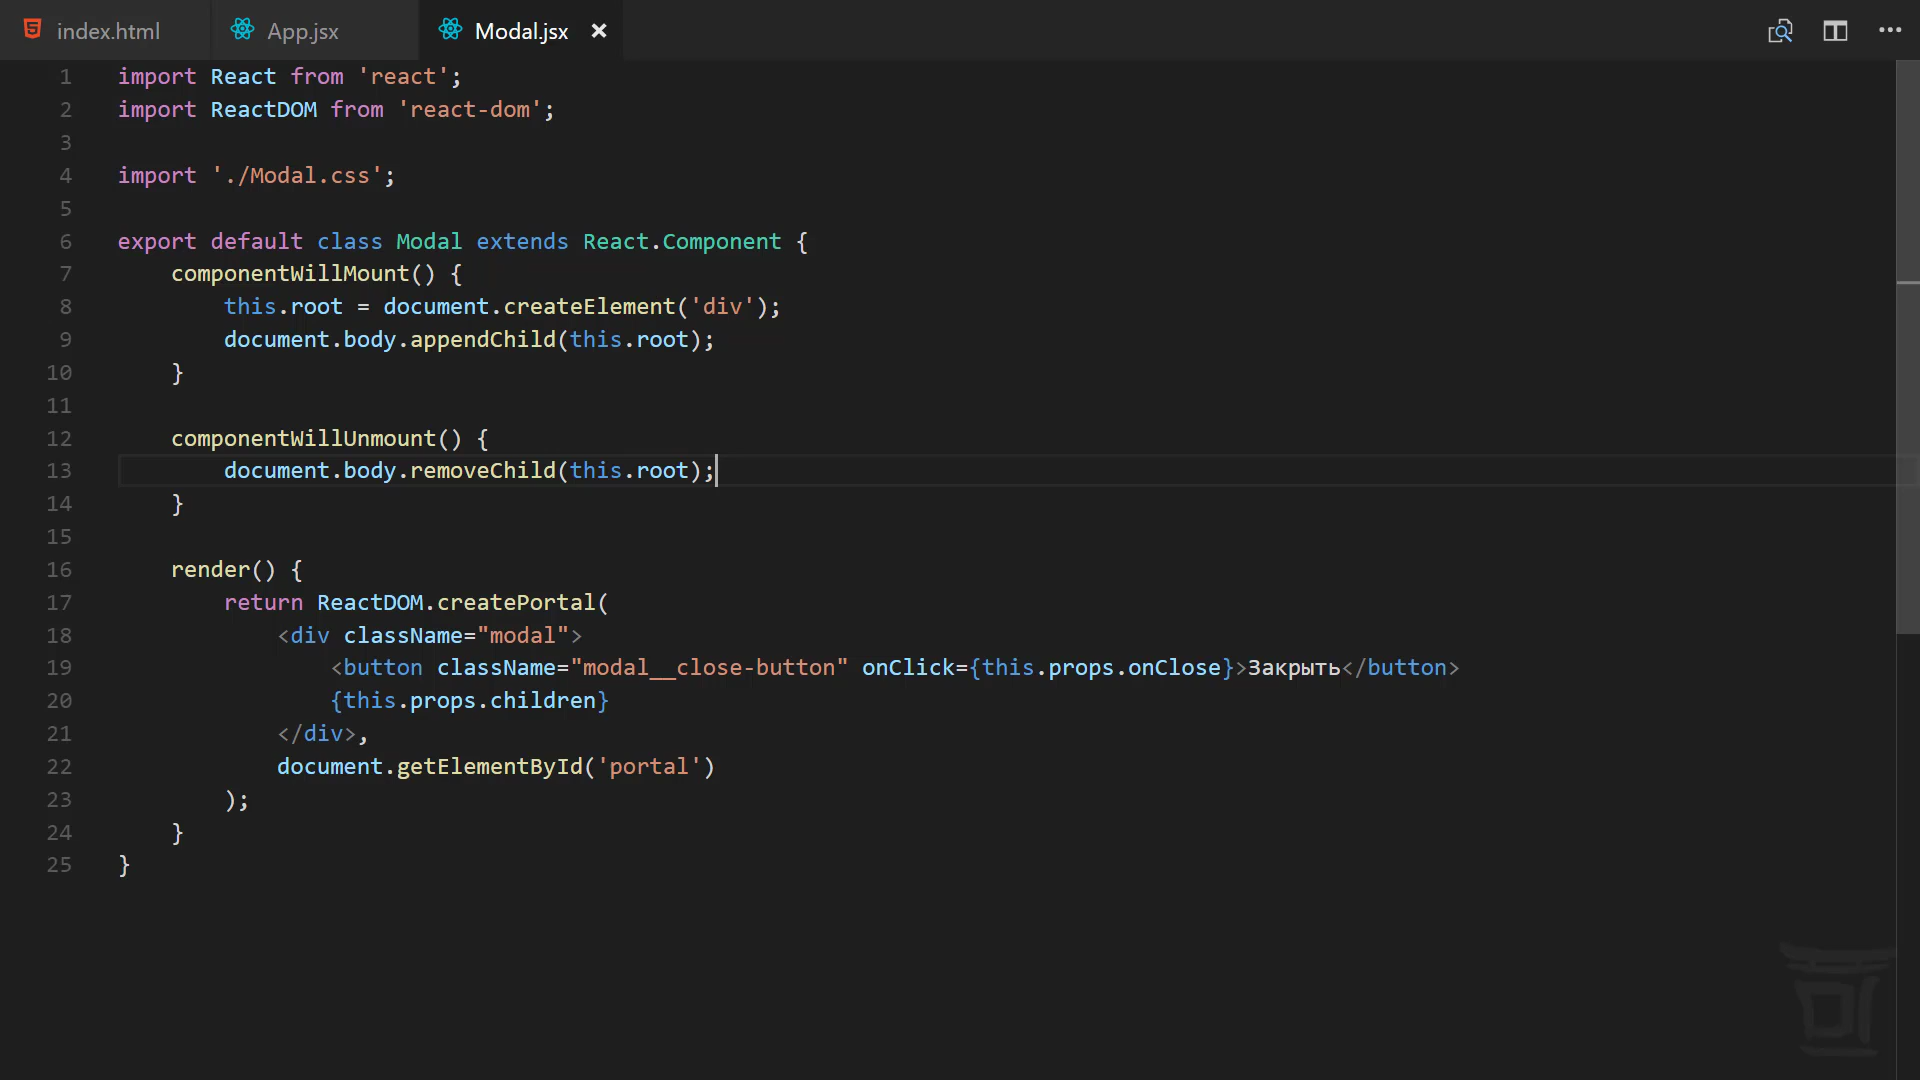 index.html App.jsx Modal.jsx
1 import React from 'react';
2 import ReactDOM from 'react-dom';
3
4 import './Modal.css';
5
6 export default class Modal extends React.Component {
7     componentWillMount() {
8         this.root = document.createElement('div');
9         document.body.appendChild(this.root);
10     }
11
12     componentWillUnmount() {
13         document.body.removeChild(this.root);
14     }
15
16     render() {
17         return ReactDOM.createPortal(
18             <div className="modal">
19                 <button className="modal__close-button" onClick={this.props.onClose}>Закрыть</button>
20                 {this.props.children}
21             </div>,
22             document.getElementById('portal')
23         );
24     }
25 }